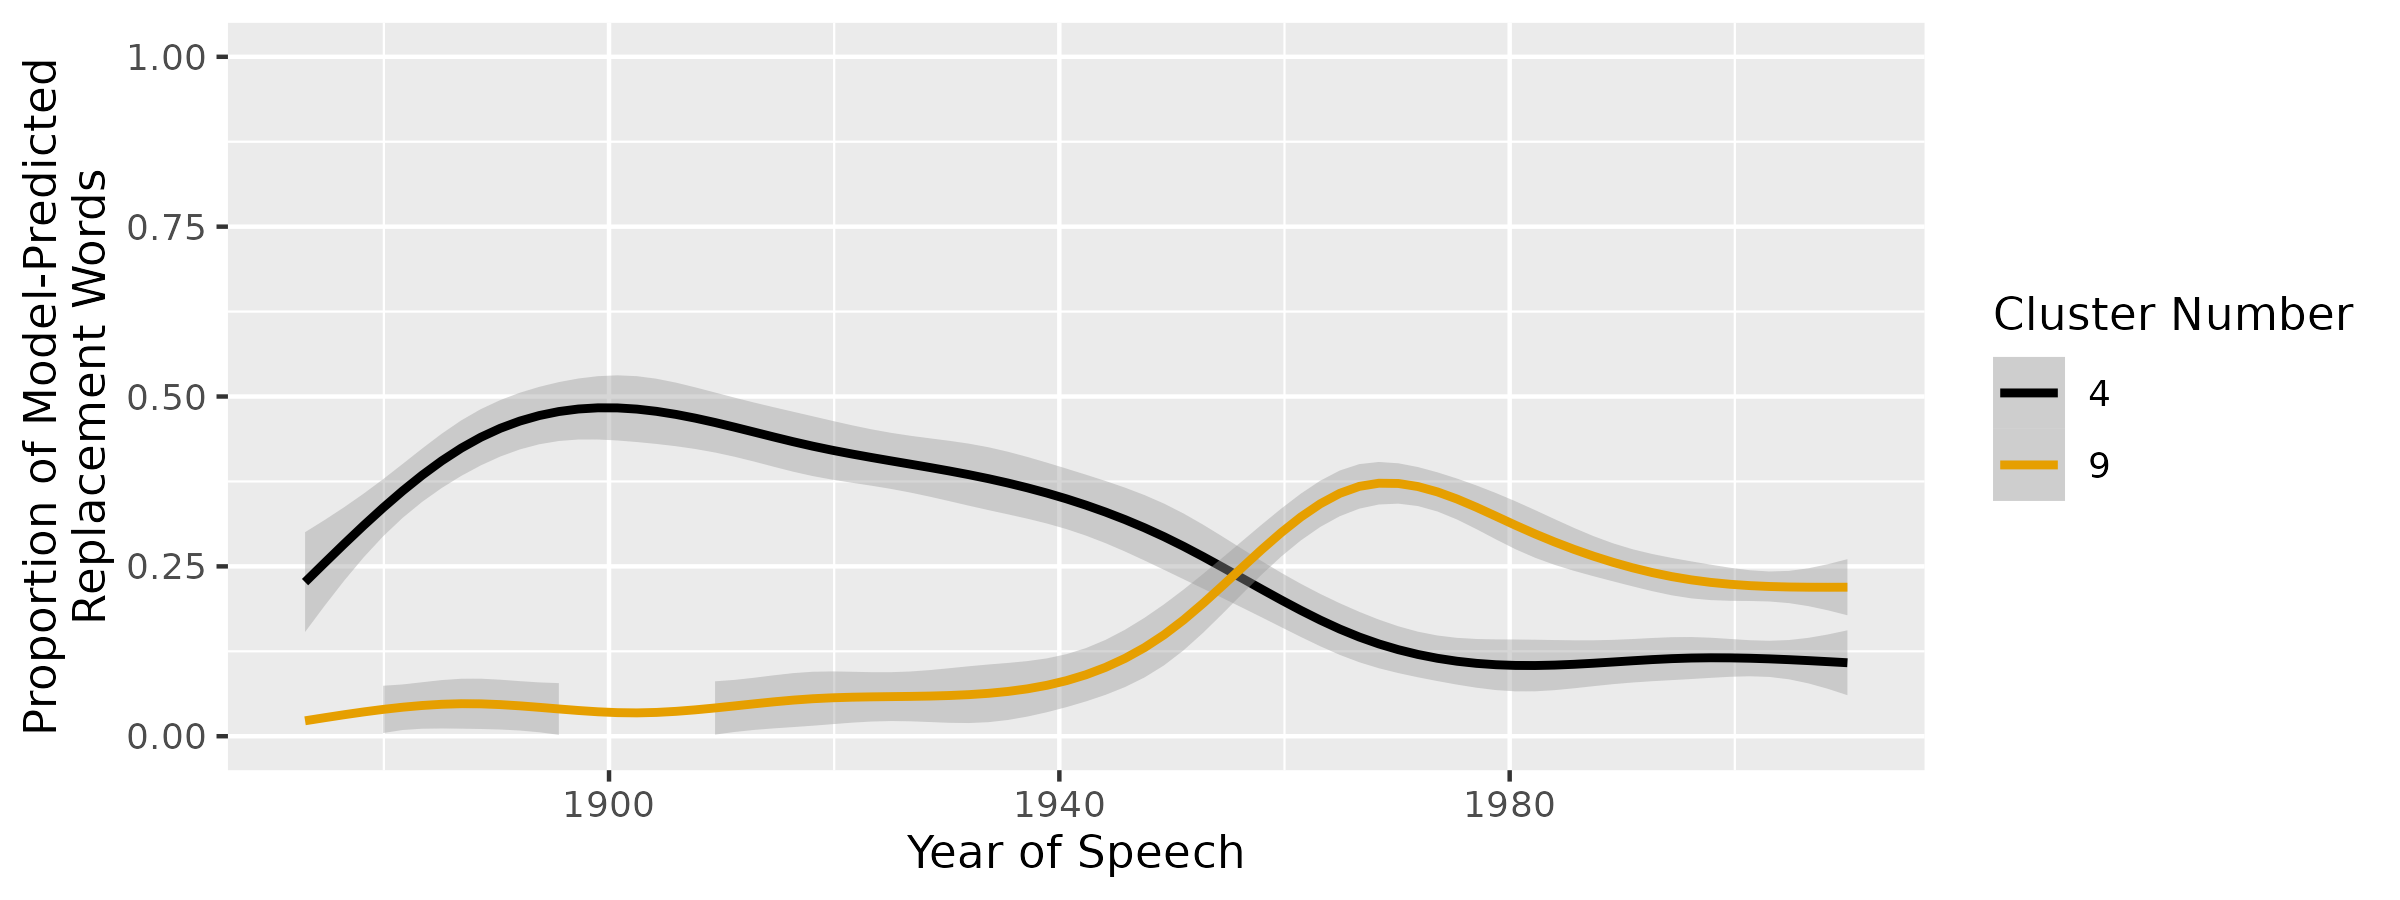 Proportion of Model-Predicted
Replacement Words
1.00
0.75
0.50
0.25
0.00
1900
1940
1980
Year of Speech
Cluster Number
4
9